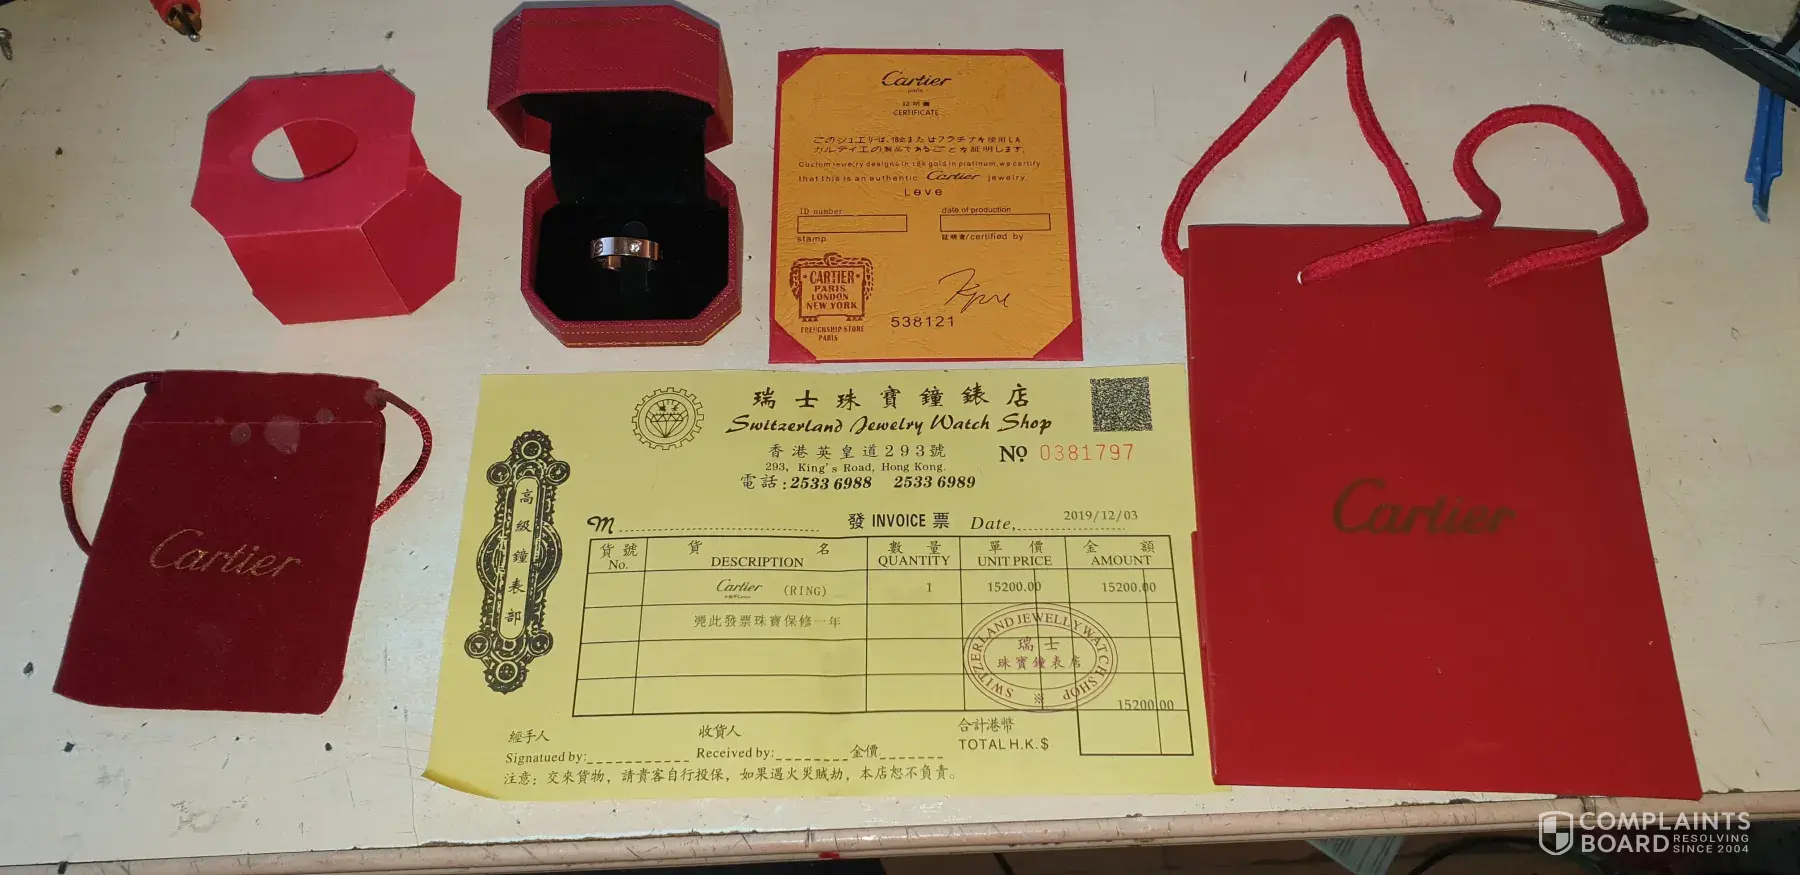 Cartier
paris
証明書
CERTIFICATE
このジュエリーは、18金またはプラチナを使用した
カルティエの製品であることを証明します。
Custom jewelry designs in 18k gold in platinum,we certify
that this is an authentic Cartier jewelry
Love
ID number
date of production
stamp
証明者/certified by
CARTIER
PARIS
LONDON
NEW YORK
FRENCKSHIP STORE
PARIS
538121
Cartier
Cartier
瑞士珠寶鐘錶店
Switzerland Jewelry Watch Shop
香港英皇道293號
293, King's Road, Hong Kong.
電話:2533 6988 2533 6989
№ 0381797
高級鐘表部
M
發 INVOICE 票
Date, 2019/12/03
貨號 貨名 數量 單價 金額
No. DESCRIPTION QUANTITY UNIT PRICE AMOUNT
Cartier (RING) 1 15200.00 15200.00
凴此發票珠寶保修一年
SWITZERLAND JEWELLY WATCH SHOP
瑞士
珠寶鐘表店
15200.00
經手人
收貨人
合計港幣
Signatued by:
Received by:
金價
TOTAL H.K.$
注意: 交來貨物, 請貴客自行投保, 如果遇火災賊劫, 本店恕不負責。
COMPLAINTS
BOARD RESOLVING
SINCE 2004